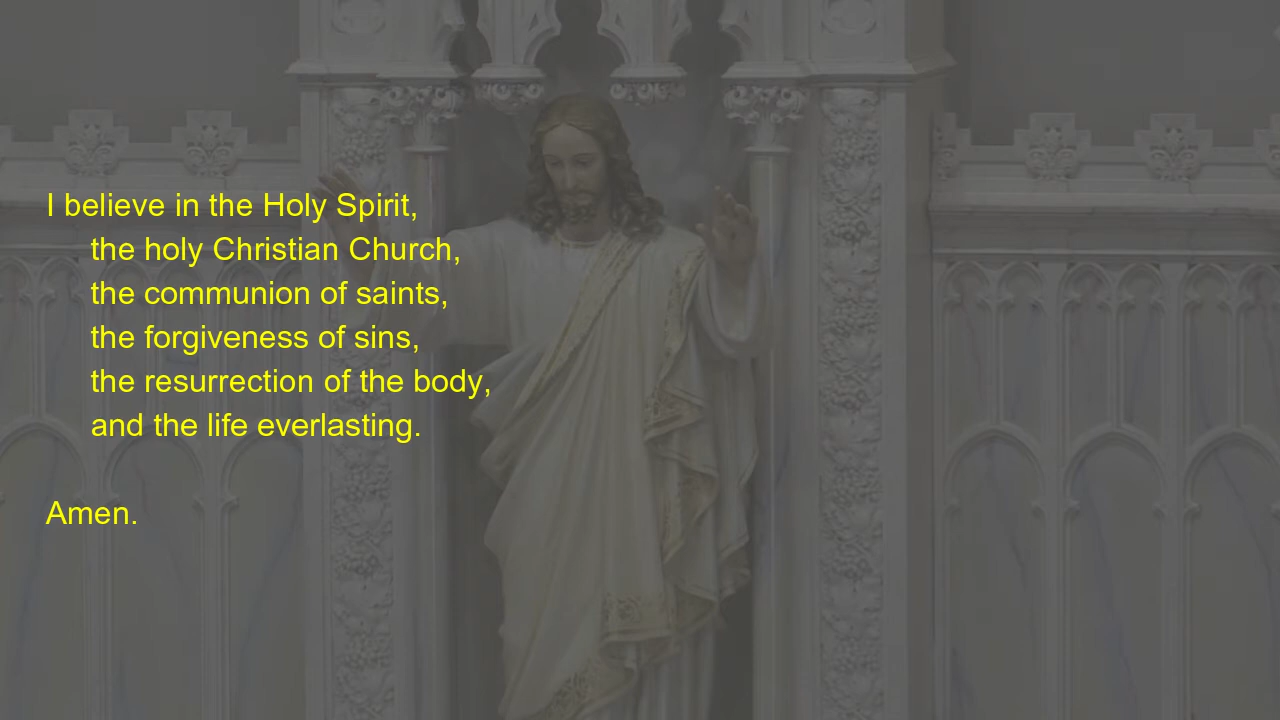 I believe in the Holy Spirit,
the holy Christian Church,
the communion of saints,
the forgiveness of sins,
the resurrection of the body,
and the life everlasting.
Amen.